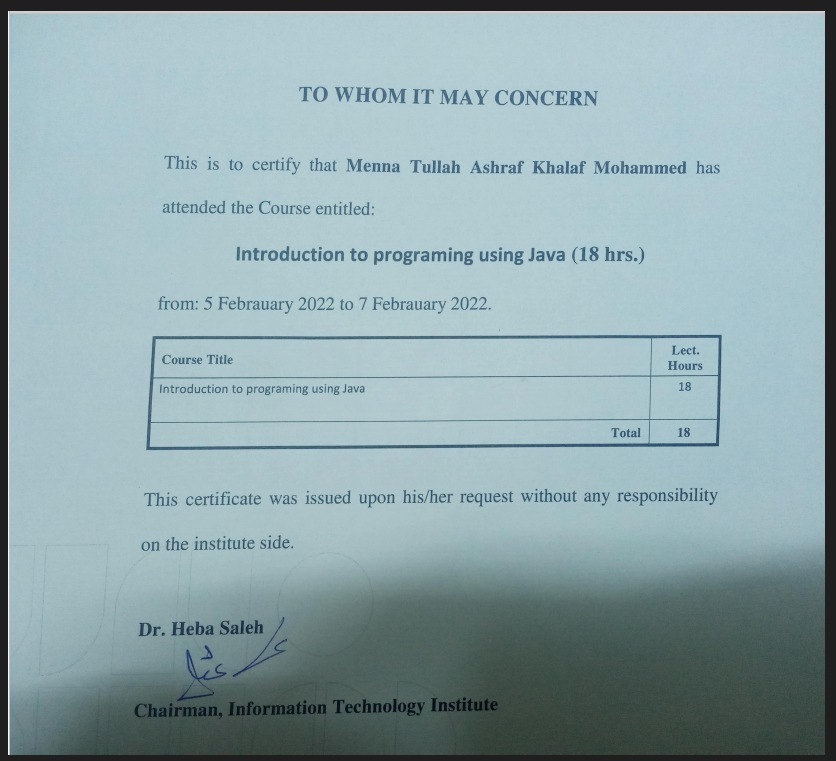 TO WHOM IT MAY CONCERN
This is to certify that Menna Tullah Ashraf Khalaf Mohammed has
attended the Course entitled:
Introduction to programing using Java (18 hrs.)
from: 5 Febrauary 2022 to 7 Febrauary 2022.
Course Title Lect. Hours
Introduction to programing using Java 18
Total 18
This certificate was issued upon his/her request without any responsibility
on the institute side.
Dr. Heba Saleh
Chairman, Information Technology Institute